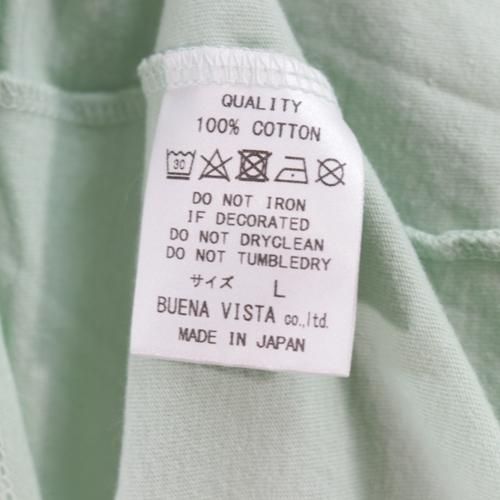 QUALITY
100% COTTON
30
DO NOT IRON
IF DECORATED
DO NOT DRYCLEAN
DO NOT TUMBLEDRY
サイズ L
BUENA VISTA co.,ltd.
MADE IN JAPAN